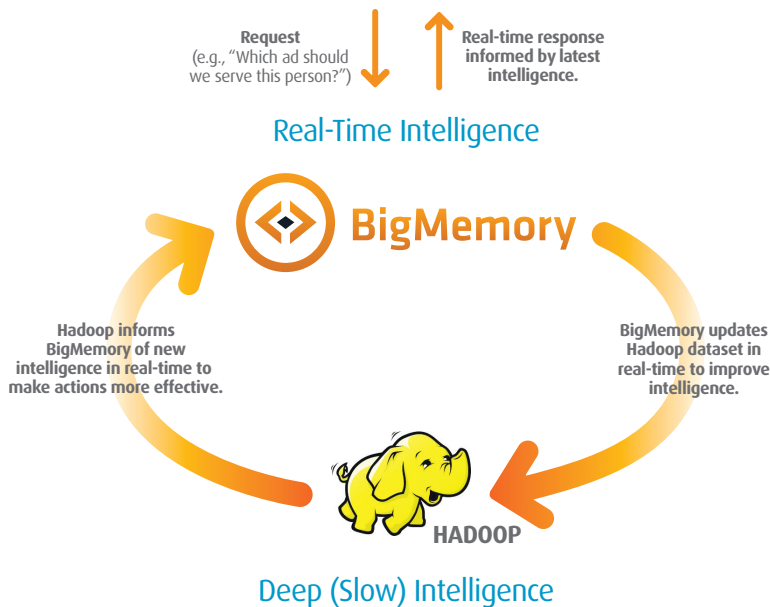 Request
(e.g., “Which ad should
we serve this person?”)
Real-time response
informed by latest
intelligence.
Real-Time Intelligence
BigMemory
Hadoop informs
BigMemory of new
intelligence in real-time to
make actions more effective.
BigMemory updates
Hadoop dataset in
real-time to improve
intelligence.
HADOOP
Deep (Slow) Intelligence